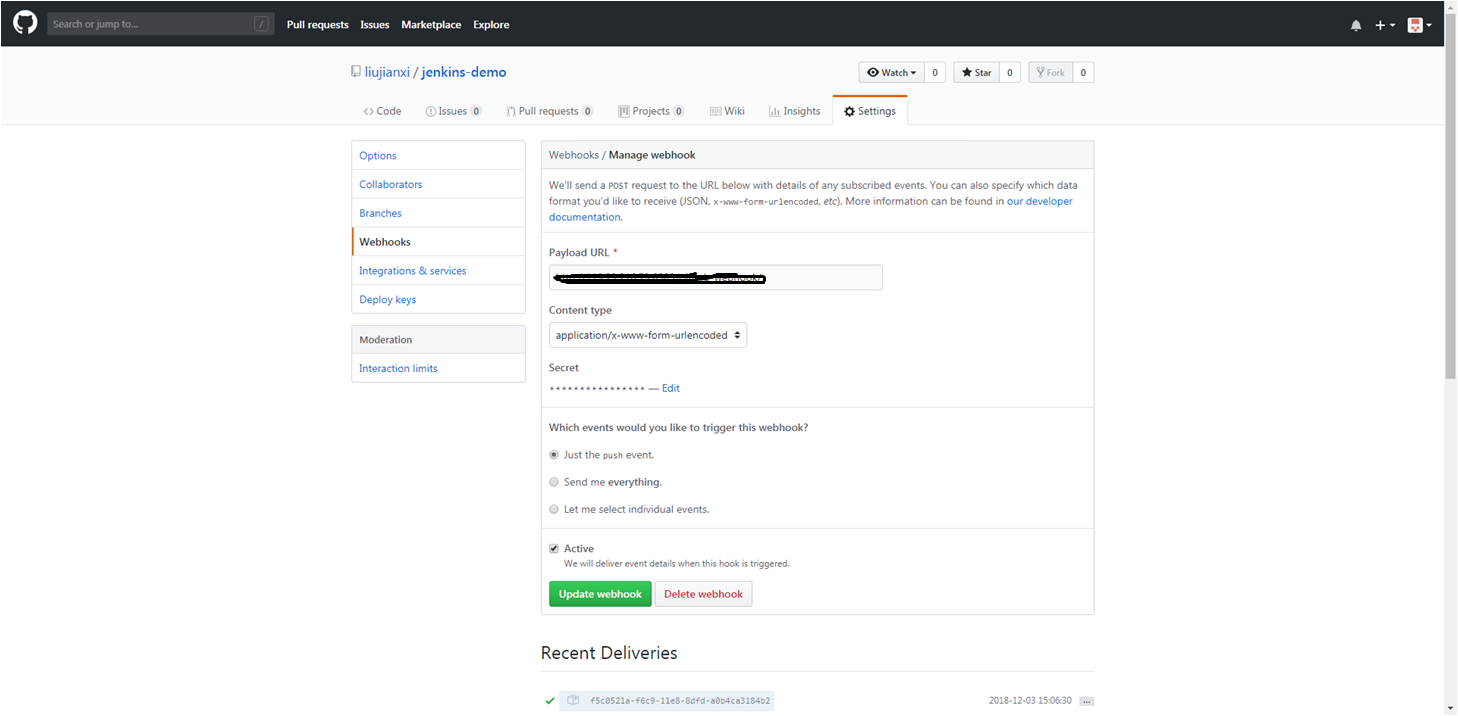 Search or jump to... /
Pull requests Issues Marketplace Explore
liujianxi / jenkins-demo
Watch 0 Star 0 Fork 0
Code Issues 0 Pull requests 0 Projects 0 Wiki Insights Settings
Options
Collaborators
Branches
Webhooks
Integrations & services
Deploy keys
Moderation
Interaction limits
Webhooks / Manage webhook
We'll send a POST request to the URL below with details of any subscribed events. You can also specify which data
format you'd like to receive (JSON, x-www-form-urlencoded, etc). More information can be found in our developer
documentation.
Payload URL *
Content type
application/x-www-form-urlencoded
Secret
**************** — Edit
Which events would you like to trigger this webhook?
Just the push event.
Send me everything.
Let me select individual events.
Active
We will deliver event details when this hook is triggered.
Update webhook Delete webhook
Recent Deliveries
f5c0521a-f6c9-11e8-8dfd-a0b4ca3184b2 2018-12-03 15:06:30 ...